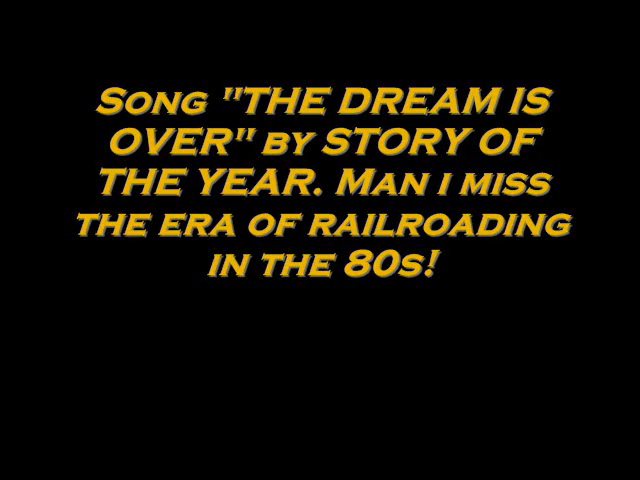 Song "THE DREAM IS
OVER" by STORY OF
THE YEAR. Man i miss
the era of railroading
in the 80s!